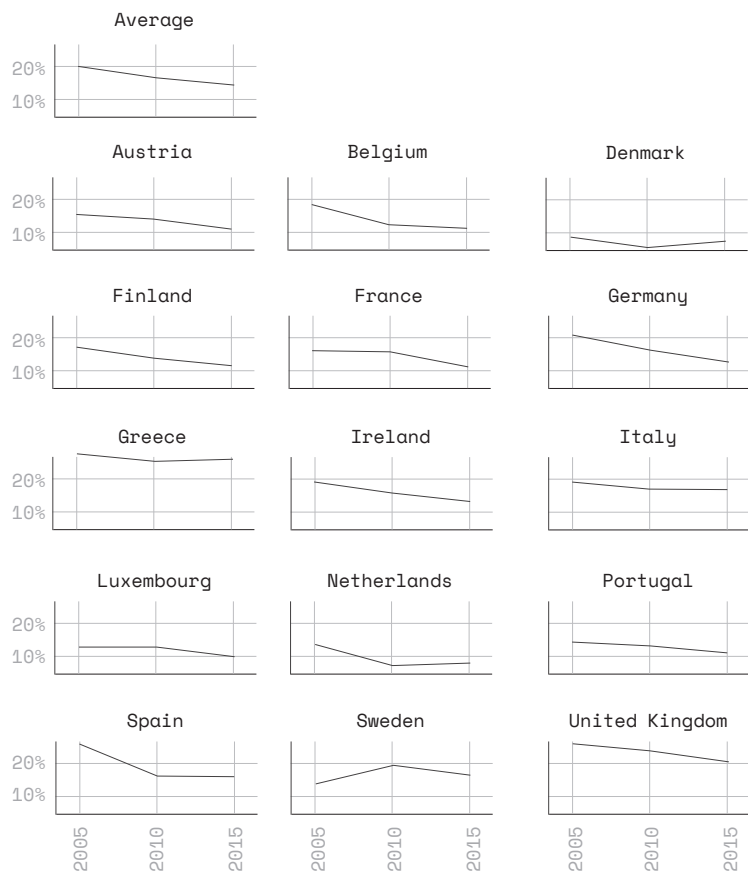 Average
20%
10%
Austria Belgium Denmark
20%
10%
Finland France Germany
20%
10%
Greece Ireland Italy
20%
10%
Luxembourg Netherlands Portugal
20%
10%
Spain Sweden United Kingdom
20%
10%
2005 2010 2015 2005 2010 2015 2005 2010 2015